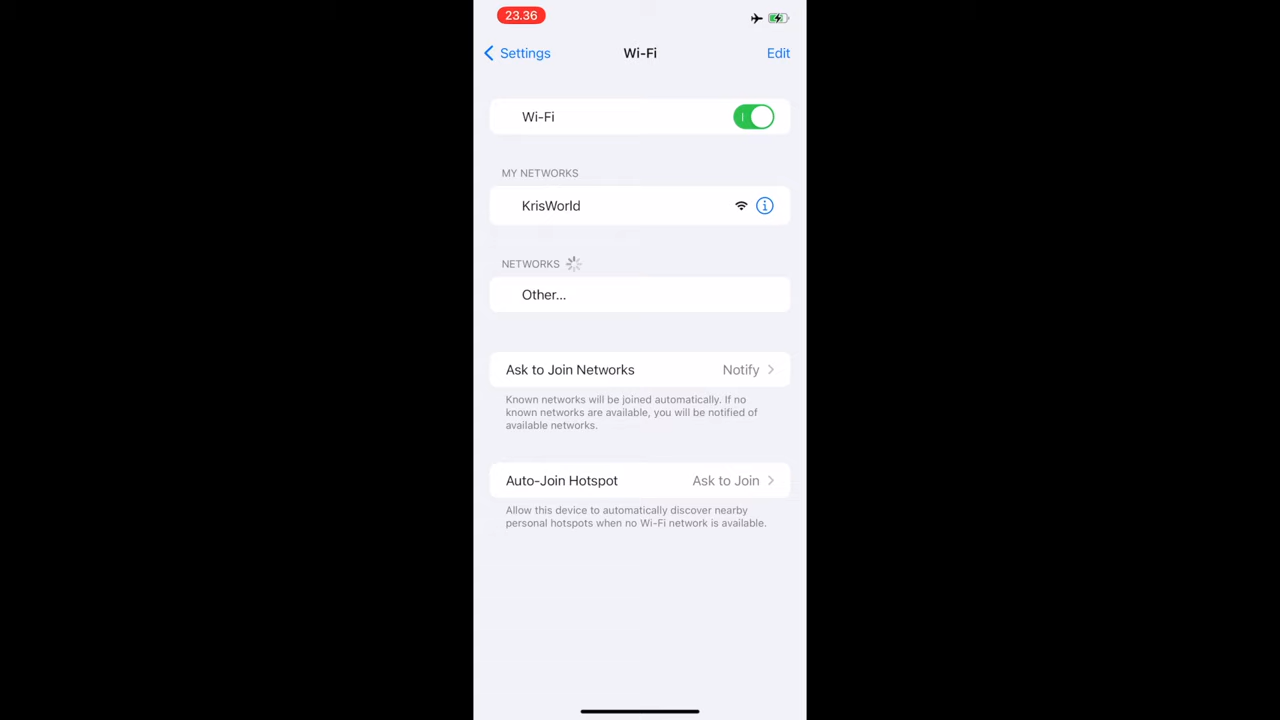 23.36
Settings
Wi-Fi
Edit
Wi-Fi
MY NETWORKS
KrisWorld
NETWORKS
Other...
Ask to Join Networks
Notify
Known networks will be joined automatically. If no
known networks are available, you will be notified of
available networks.
Auto-Join Hotspot
Ask to Join
Allow this device to automatically discover nearby
personal hotspots when no Wi-Fi network is available.